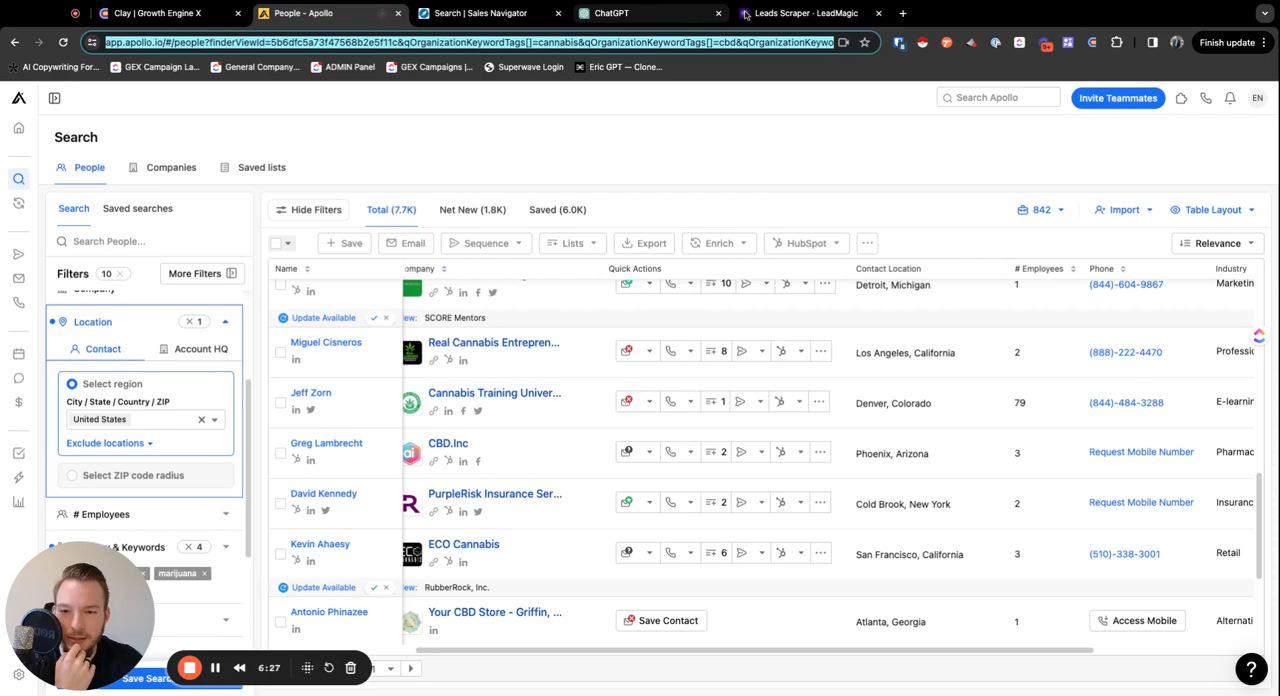 Clay | Growth Engine X
People - Apollo
Search | Sales Navigator
ChatGPT
Leads Scraper - LeadMagic
app.apollo.io/#/people?finderViewId=5b6dfc5a73f47568b2e5f11c&qOrganizationKeywordTags[]=cannabis&qOrganizationKeywordTags[]=cbd&qOrganizationKeywo
9+
Finish update
AI Copywriting For...
GEX Campaign La...
General Company...
ADMIN Panel
GEX Campaigns |...
Superwave Login
Eric GPT — Clone...
Search Apollo
Invite Teammates
EN
Search
People
Companies
Saved lists
Search
Saved searches
Hide Filters
Total (7.7K)
Net New (1.8K)
Saved (6.0K)
842
Import
Table Layout
Search People...
Save
Email
Sequence
Lists
Export
Enrich
HubSpot
Relevance
Filters 10
More Filters
Name
ompany
Quick Actions
Contact Location
# Employees
Phone
Industry
Company
10
Detroit, Michigan
1
(844)-604-9867
Marketin
Location
1
Update Available
ew:
SCORE Mentors
Contact
Account HQ
Miguel Cisneros
Real Cannabis Entrepren...
8
Los Angeles, California
2
(888)-222-4470
Professio
Select region
City / State / Country / ZIP
United States
Exclude locations
Jeff Zorn
Cannabis Training Univer...
1
Denver, Colorado
79
(844)-484-3288
E-learnin
Select ZIP code radius
Greg Lambrecht
CBD.Inc
2
Phoenix, Arizona
3
Request Mobile Number
Pharmac
# Employees
David Kennedy
PurpleRisk Insurance Ser...
2
Cold Brook, New York
2
Request Mobile Number
Insuranc
& Keywords
4
marijuana
Kevin Ahaesy
ECO Cannabis
6
San Francisco, California
3
(510)-338-3001
Retail
Update Available
ew:
RubberRock, Inc.
Antonio Phinazee
Your CBD Store - Griffin, ...
Save Contact
Atlanta, Georgia
1
Access Mobile
Alternati
6:27
Save Sear